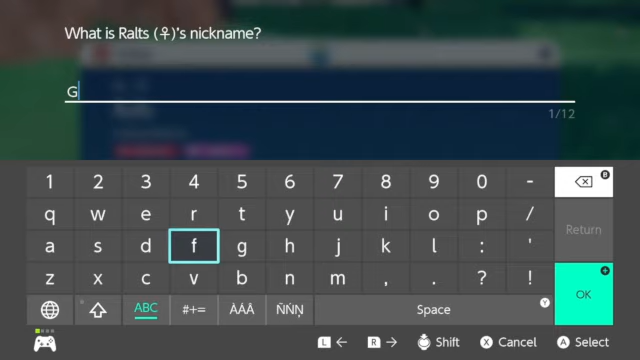 What is Ralts (♀)'s nickname?
G
1/12
1 2 3 4 5 6 7 8 9 0 -
q w e r t y u i o p /
Return
a s d f g h j k l : '
z x c v b n m , . ? !
OK
ABC #+= ÀÁÂ ÑŃŅ Space Y
L ← R → Shift X Cancel A Select